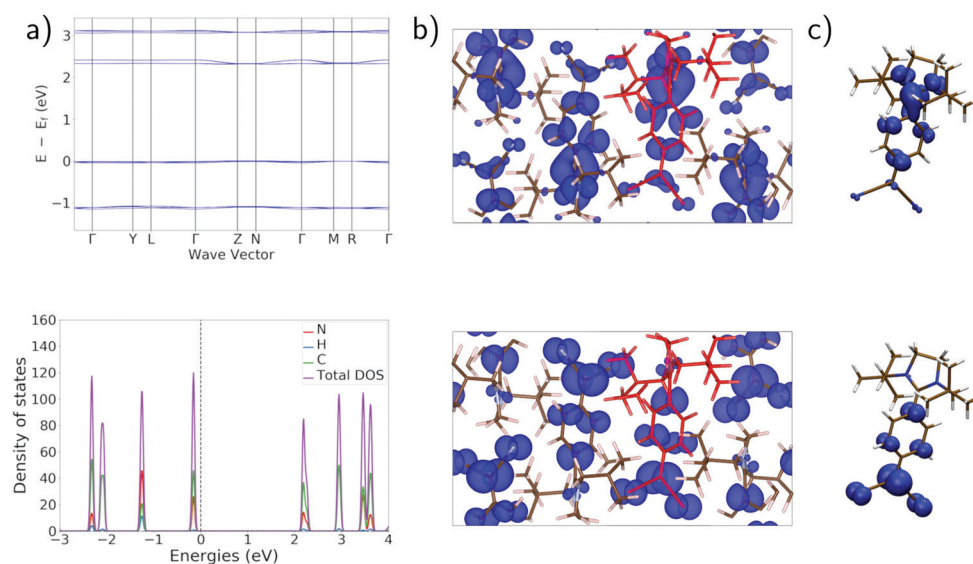 a)
b)
c)
3
2
1
0
−1
E − Ef (eV)
Γ Y L Γ Z N Γ M R Γ
Wave Vector
160
140
120
100
80
60
40
20
0
Density of states
N
H
C
Total DOS
−3 −2 −1 0 1 2 3 4
Energies (eV)